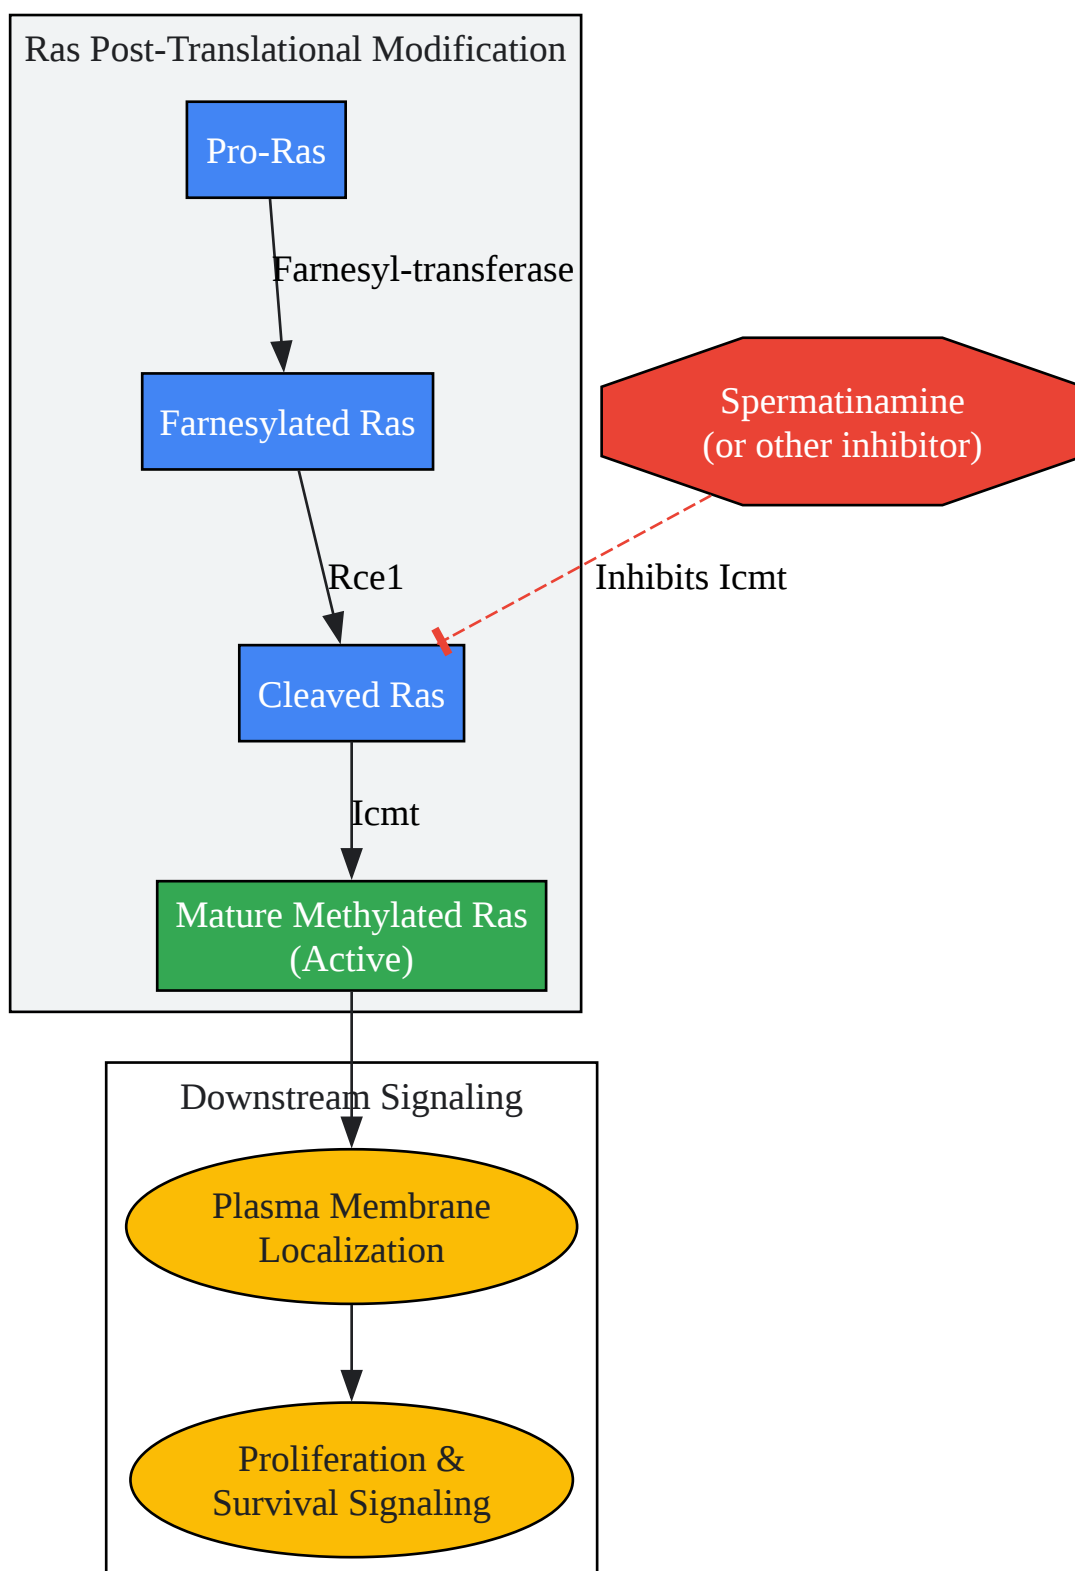 Ras Post-Translational Modification
Pro-Ras
Farnesyl-transferase
Farnesylated Ras
Spermatinamine
(or other inhibitor)
Rce1
Inhibits Icmt
Cleaved Ras
Icmt
Mature Methylated Ras
(Active)
Downstream Signaling
Plasma Membrane
Localization
Proliferation &
Survival Signaling